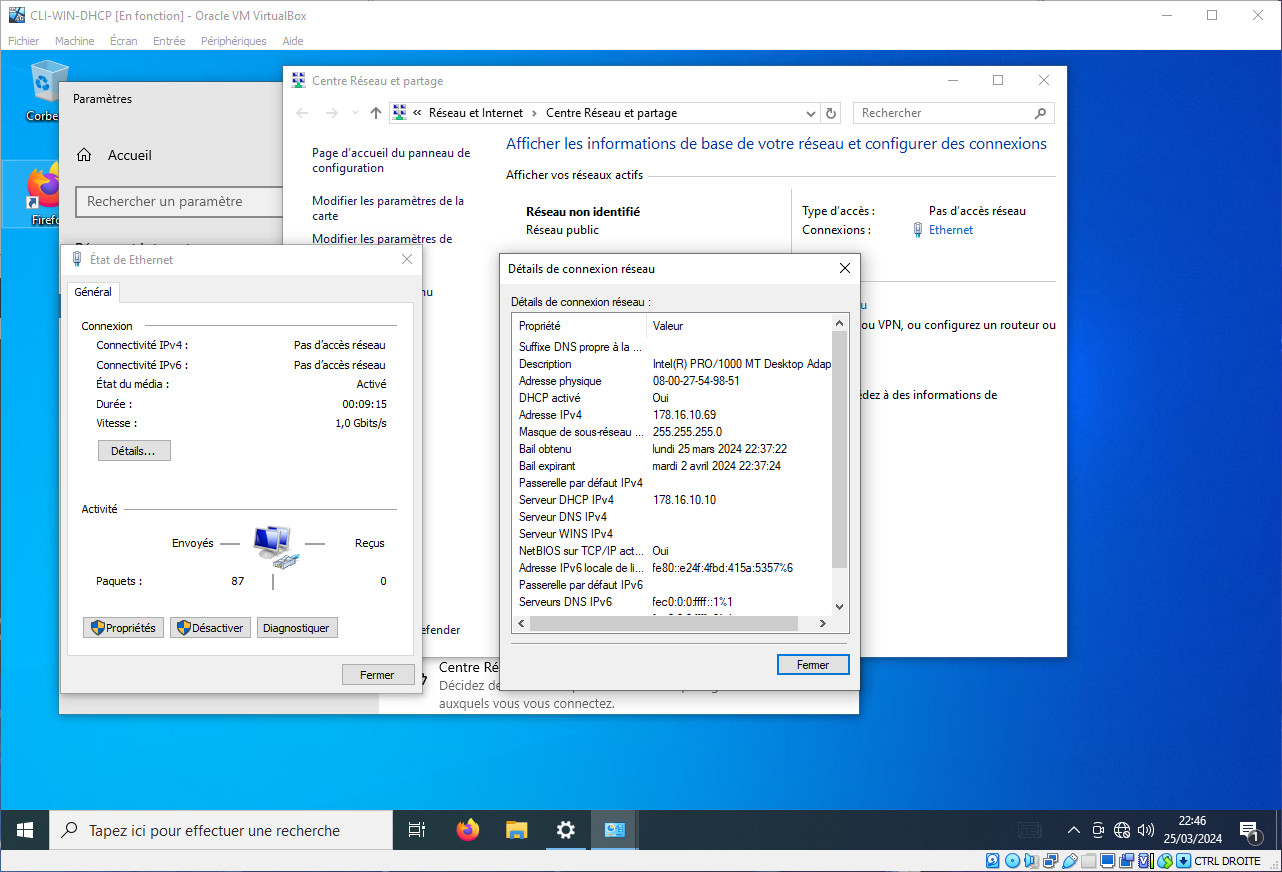 CLI-WIN-DHCP [En fonction] - Oracle VM VirtualBox
Fichier Machine Écran Entrée Périphériques Aide
Corbe
Firefo
Paramètres
Accueil
Rechercher un paramètre
Centre Réseau et partage
« Réseau et Internet › Centre Réseau et partage
Rechercher
Page d'accueil du panneau de
configuration
Modifier les paramètres de la
carte
Modifier les paramètres de
nu
efender
Afficher les informations de base de votre réseau et configurer des connexions
Afficher vos réseaux actifs
Réseau non identifié
Réseau public
Type d'accès : Pas d'accès réseau
Connexions : Ethernet
u
ou VPN, ou configurez un routeur ou
édez à des informations de
État de Ethernet
Général
Connexion
Connectivité IPv4 : Pas d'accès réseau
Connectivité IPv6 : Pas d'accès réseau
État du média : Activé
Durée : 00:09:15
Vitesse : 1,0 Gbits/s
Détails...
Activité
Envoyés Reçus
Paquets : 87 0
Propriétés Désactiver Diagnostiquer
Fermer
Détails de connexion réseau
Détails de connexion réseau :
Propriété Valeur
Suffixe DNS propre à la ...
Description Intel(R) PRO/1000 MT Desktop Adap
Adresse physique 08-00-27-54-98-51
DHCP activé Oui
Adresse IPv4 178.16.10.69
Masque de sous-réseau ... 255.255.255.0
Bail obtenu lundi 25 mars 2024 22:37:22
Bail expirant mardi 2 avril 2024 22:37:24
Passerelle par défaut IPv4
Serveur DHCP IPv4 178.16.10.10
Serveur DNS IPv4
Serveur WINS IPv4
NetBIOS sur TCP/IP act... Oui
Adresse IPv6 locale de li... fe80::e24f:4fbd:415a:5357%6
Passerelle par défaut IPv6
Serveurs DNS IPv6 fec0:0:0:ffff::1%1
Fermer
Centre Ré
Décidez de
auxquels vous vous connectez.
Tapez ici pour effectuer une recherche
22:46
25/03/2024
1
CTRL DROITE